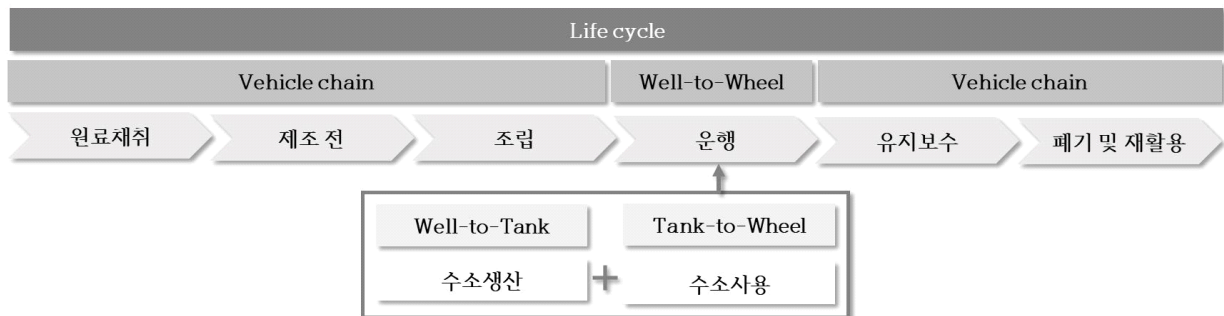 Life cycle
Vehicle chain Well-to-Wheel Vehicle chain
원료채취 제조 전 조립 운행 유지보수 폐기 및 재활용
Well-to-Tank Tank-to-Wheel
수소생산 + 수소사용